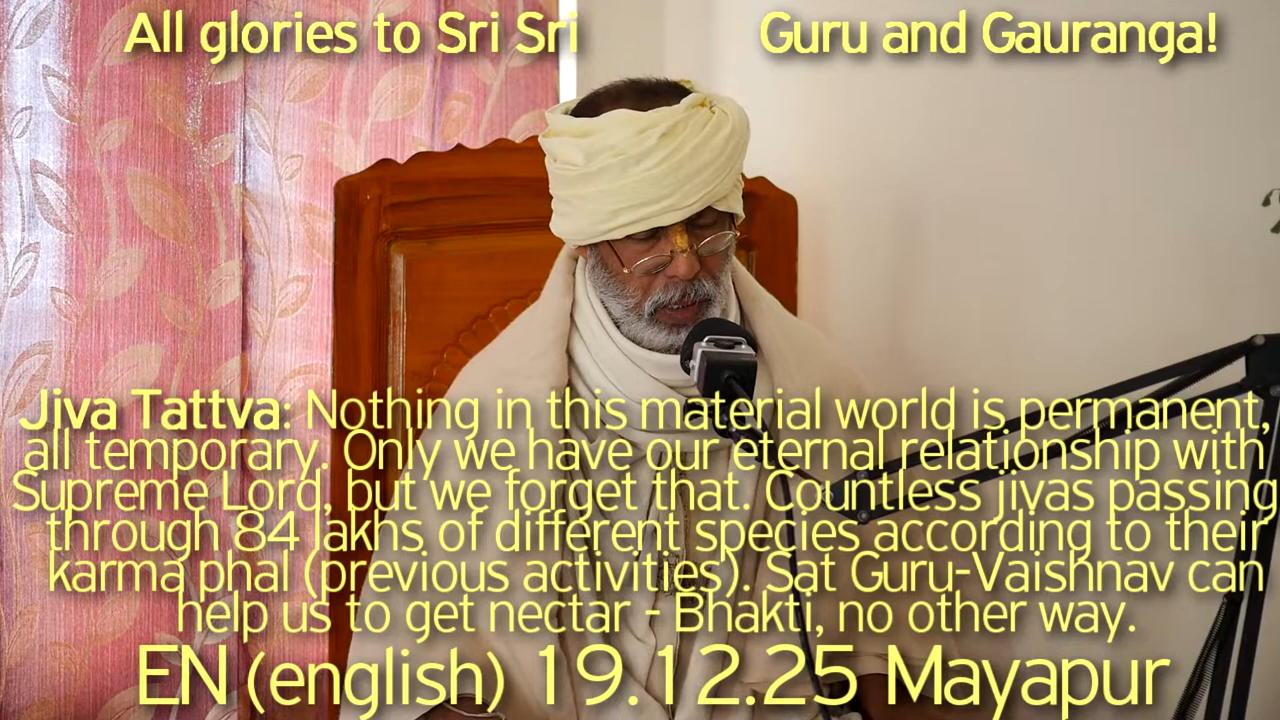 All glories to Sri Sri Guru and Gauranga!
Jiva Tattva: Nothing in this material world is permanent,
all temporary. Only we have our eternal relationship with
Supreme Lord, but we forget that. Countless jivas passing
through 84 lakhs of different species according to their
karma phal (previous activities). Sat Guru-Vaishnav can
help us to get nectar - Bhakti, no other way.
EN (english) 19.12.25 Mayapur